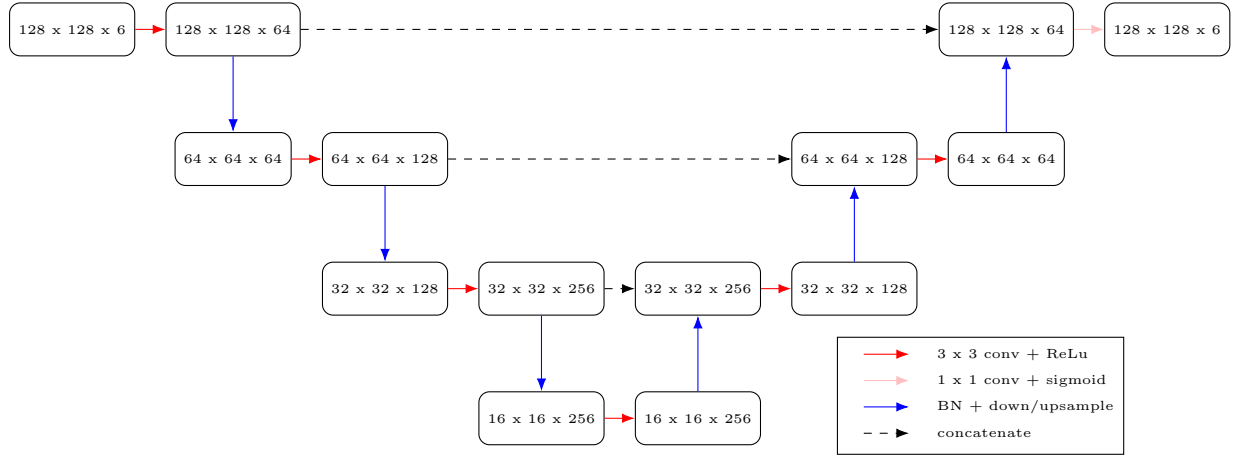 128 x 128 x 6
128 x 128 x 64
128 x 128 x 64
128 x 128 x 6
64 x 64 x 64
64 x 64 x 128
64 x 64 x 128
64 x 64 x 64
32 x 32 x 128
32 x 32 x 256
32 x 32 x 256
32 x 32 x 128
16 x 16 x 256
16 x 16 x 256
3 x 3 conv + ReLu
1 x 1 conv + sigmoid
BN + down/upsample
concatenate